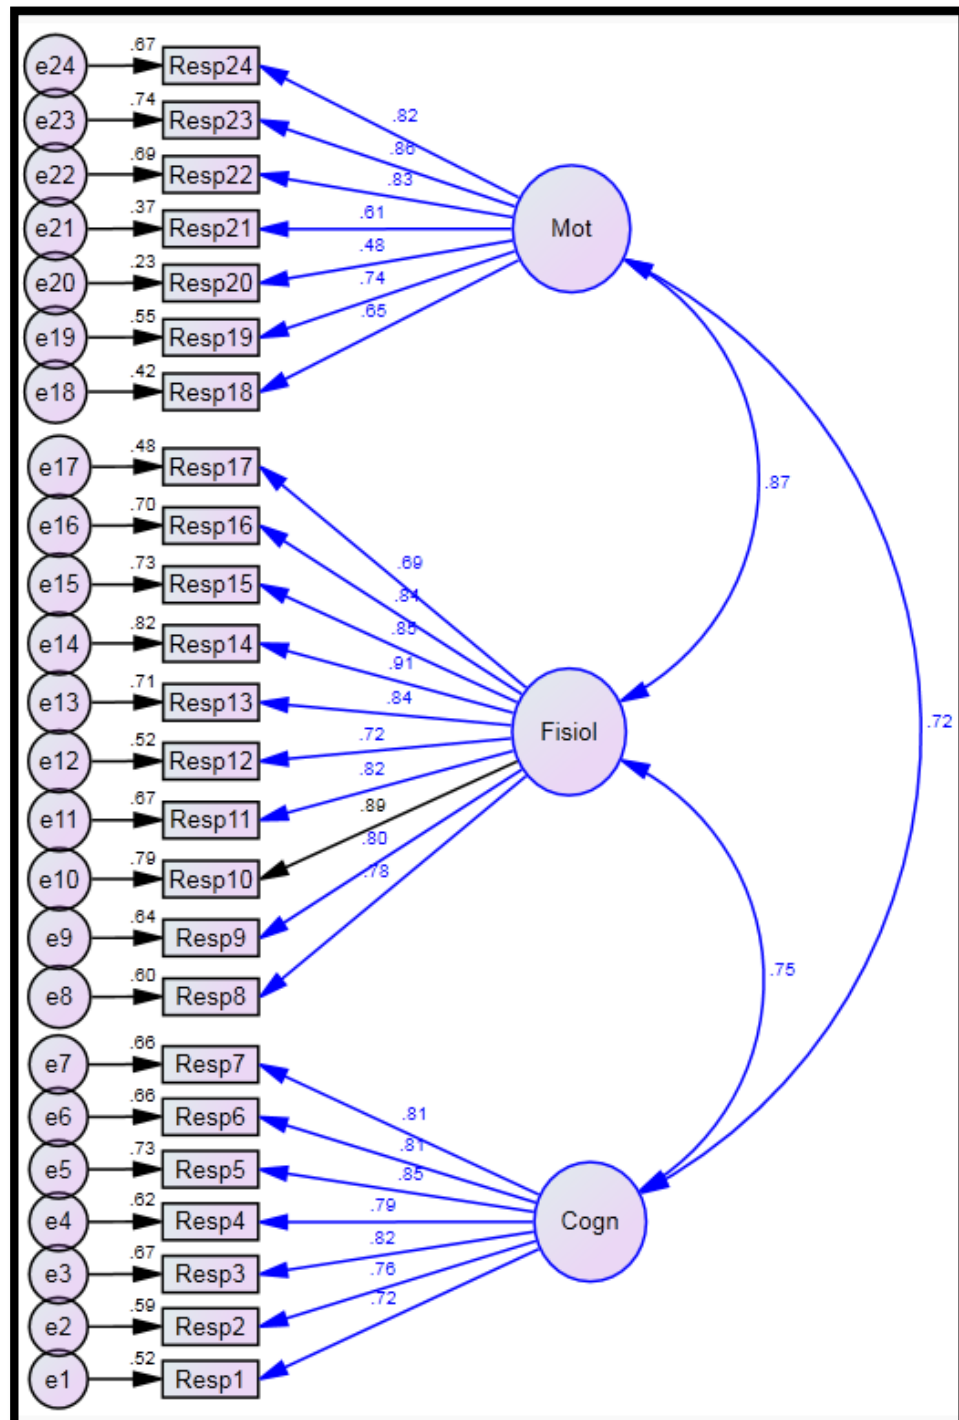 .67
e24 Resp24
.82
.74
e23 Resp23
.86
.69
e22 Resp22
.83
Mot
.37
e21 Resp21
.61
.23
e20 Resp20
.48
.55
e19 Resp19
.74
.42
e18 Resp18
.65
.48
e17 Resp17
.87
.70
e16 Resp16
.69
.73
e15 Resp15
.84
.82
e14 Resp14
.85
.71
e13 Resp13
.91
.84
Fisiol
.72
.52
e12 Resp12
.72
.67
e11 Resp11
.82
.79
e10 Resp10
.89
.64
e9 Resp9
.80
.60
e8 Resp8
.78
.75
.66
e7 Resp7
.81
.66
e6 Resp6
.81
.73
e5 Resp5
.85
.62
e4 Resp4
.79
Cogn
.67
e3 Resp3
.82
.59
e2 Resp2
.76
.52
e1 Resp1
.72